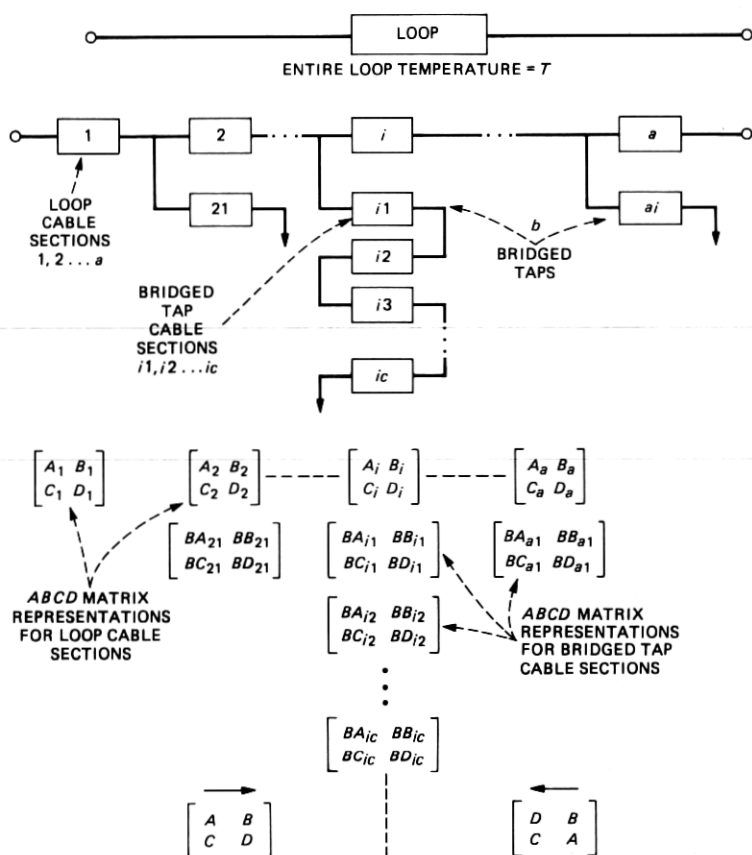 LOOP
ENTIRE LOOP TEMPERATURE = T
1 2 ... i ... a
21 i1 ai
LOOP
CABLE
SECTIONS
1, 2 ... a
b
BRIDGED
TAPS
i2
BRIDGED
TAP
CABLE
SECTIONS
i1, i2 ... ic
i3
ic
A1 B1 A2 B2 Ai Bi Aa Ba
C1 D1 C2 D2 Ci Di Ca Da
BA21 BB21 BAi1 BBi1 BAa1 BBa1
BC21 BD21 BCi1 BDi1 BCa1 BDa1
ABCD MATRIX
REPRESENTATIONS
FOR LOOP CABLE
SECTIONS
BAi2 BBi2
BCi2 BDi2
ABCD MATRIX
REPRESENTATIONS
FOR BRIDGED TAP
CABLE SECTIONS
BAic BBic
BCic BDic
A B D B
C D C A